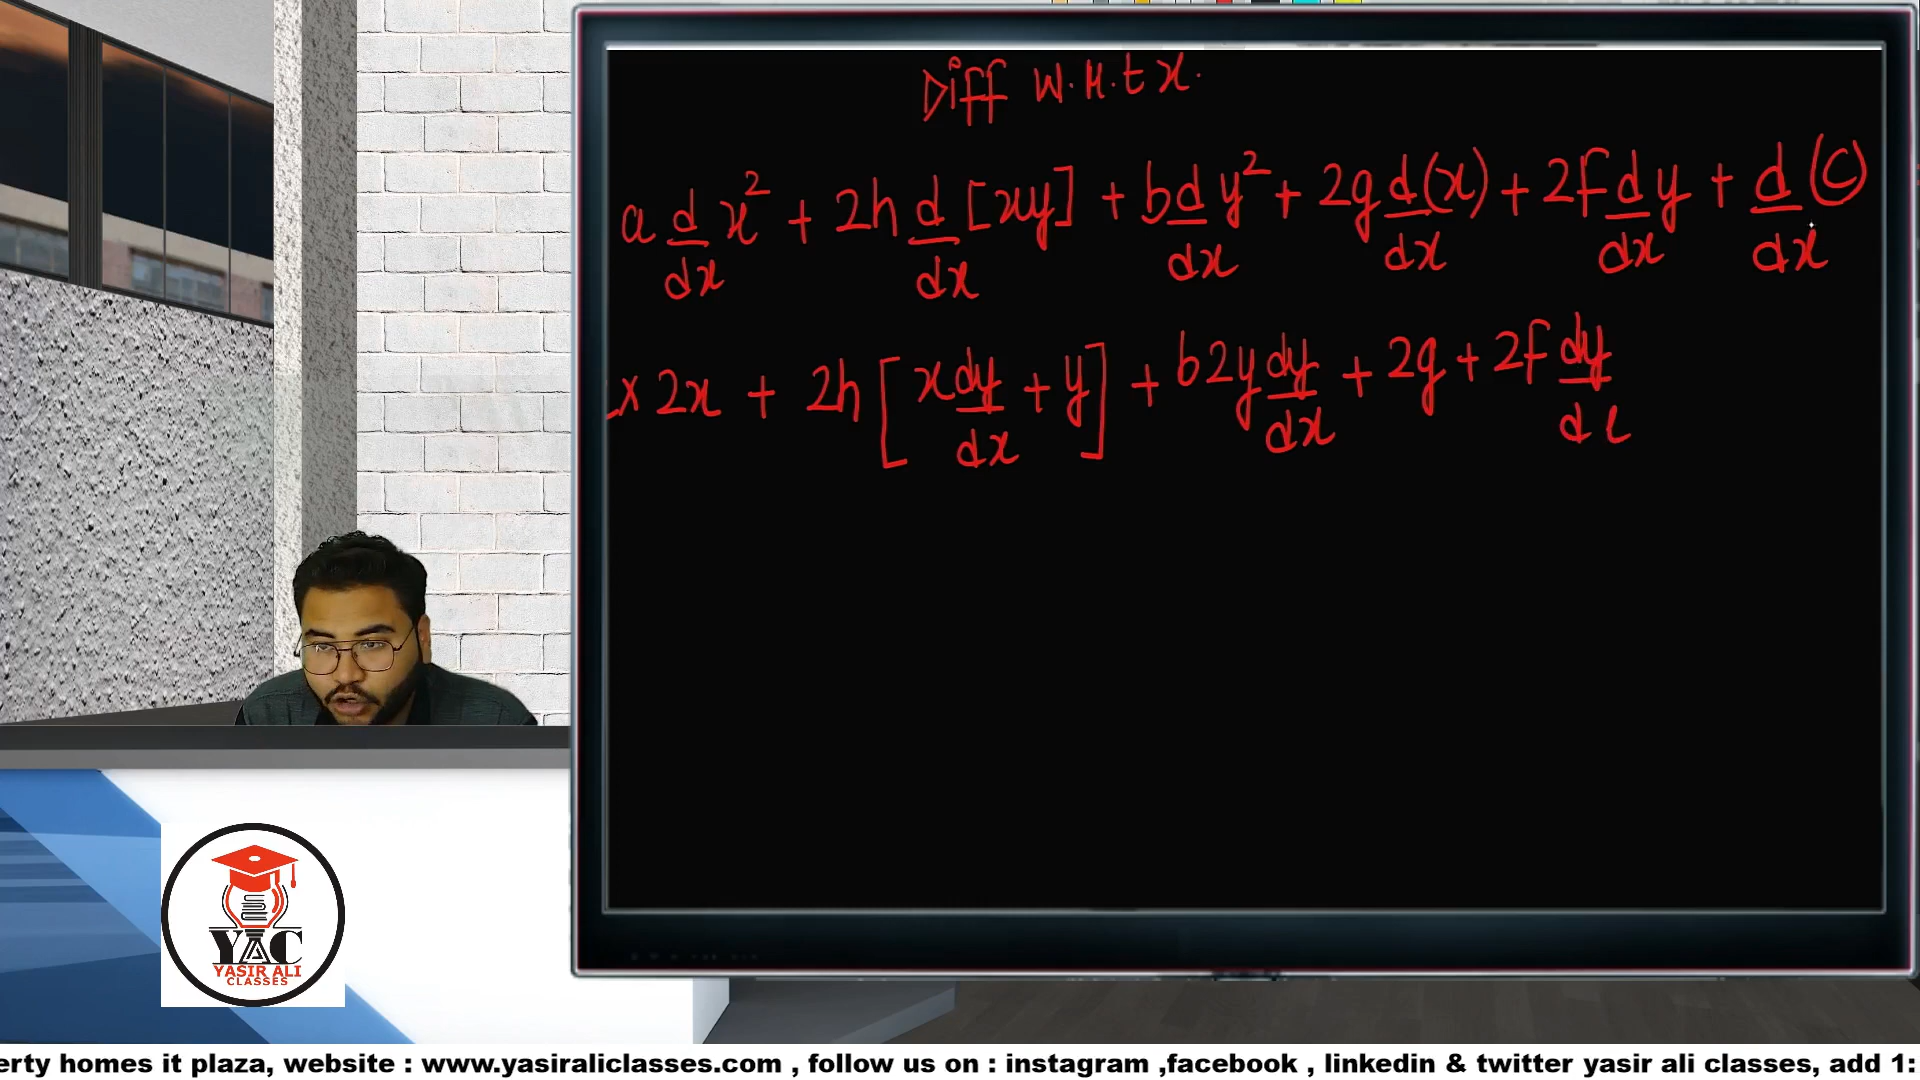 Diff w.r.t x.
a d/dx x² + 2h d/dx [xy] + b d/dx y² + 2g d/dx (x) + 2f d/dx y + d/dx (c)
× 2x + 2h [x dy/dx + y] + b2y dy/dx + 2g + 2f dy/d
YAC
YASIR ALI
CLASSES
erty homes it plaza, website : www.yasiraliclasses.com , follow us on : instagram ,facebook , linkedin & twitter yasir ali classes, add 1: